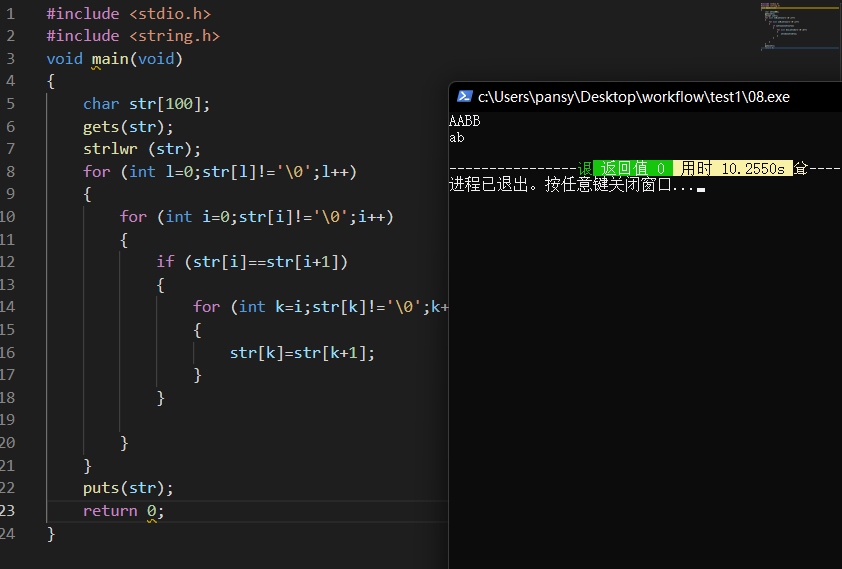 1 #include <stdio.h>
2 #include <string.h>
3 void main(void)
4 {
5 char str[100];
6 gets(str);
7 strlwr (str);
8 for (int l=0;str[l]!='\0';l++)
9 {
10 for (int i=0;str[i]!='\0';i++)
11 {
12 if (str[i]==str[i+1])
13 {
14 for (int k=i;str[k]!='\0';k+
15 {
16 str[k]=str[k+1];
17 }
18 }
19
20 }
21 }
22 puts(str);
23 return 0;
24 }
c:\Users\pansy\Desktop\workflow\test1\08.exe
AABB
ab
返回值 0 用时 10.2550s
进程已退出。按任意键关闭窗口...